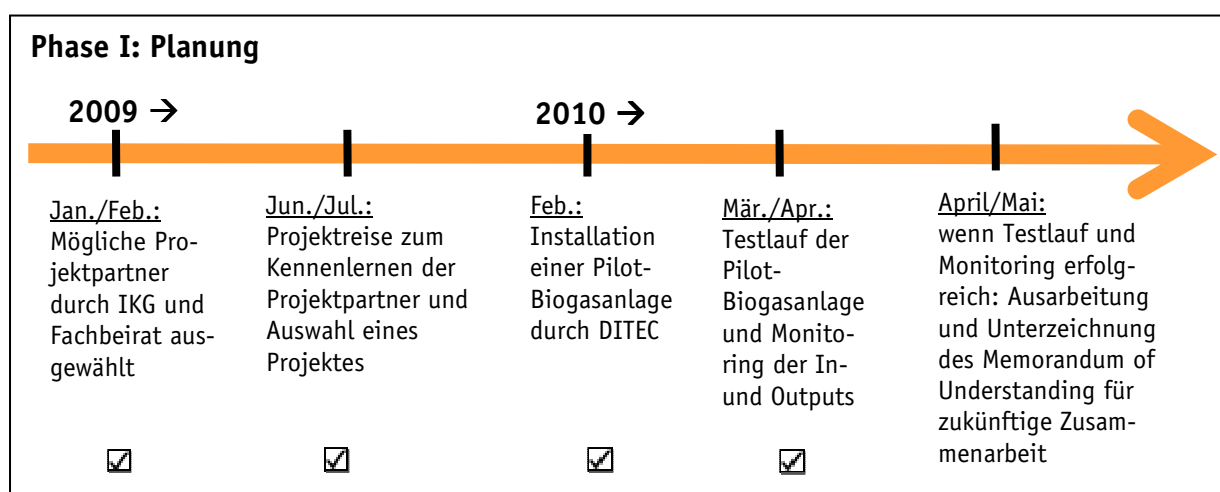 Phase I: Planung
2009 →
2010 →
Jan./Feb.:
Mögliche Pro-
jektpartner
durch IKG und
Fachbeirat aus-
gewählt
Jun./Jul.:
Projektreise zum
Kennenlernen der
Projektpartner und
Auswahl eines
Projektes
Feb.:
Installation
einer Pilot-
Biogasanlage
durch DITEC
Mär./Apr.:
Testlauf der
Pilot-
Biogasanlage
und Monito-
ring der In-
und Outputs
April/Mai:
wenn Testlauf und
Monitoring erfolg-
reich: Ausarbeitung
und Unterzeichnung
des Memorandum of
Understanding für
zukünftige Zusam-
menarbeit